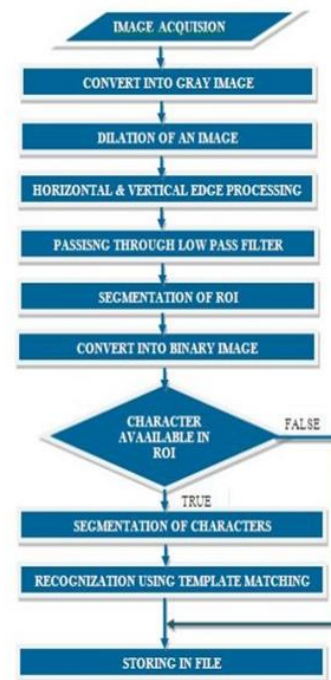 IMAGE ACQUISION
CONVERT INTO GRAY IMAGE
DILATION OF AN IMAGE
HORIZONTAL & VERTICAL EDGE PROCESSING
PASSISNG THROUGH LOW PASS FILTER
SEGMENTATION OF ROI
CONVERT INTO BINARY IMAGE
CHARACTER
AVAAILABLE IN
ROI
FALSE
TRUE
SEGMENTATION OF CHARACTERS
RECOGNIZATION USING TEMPLATE MATCHING
STORING IN FILE